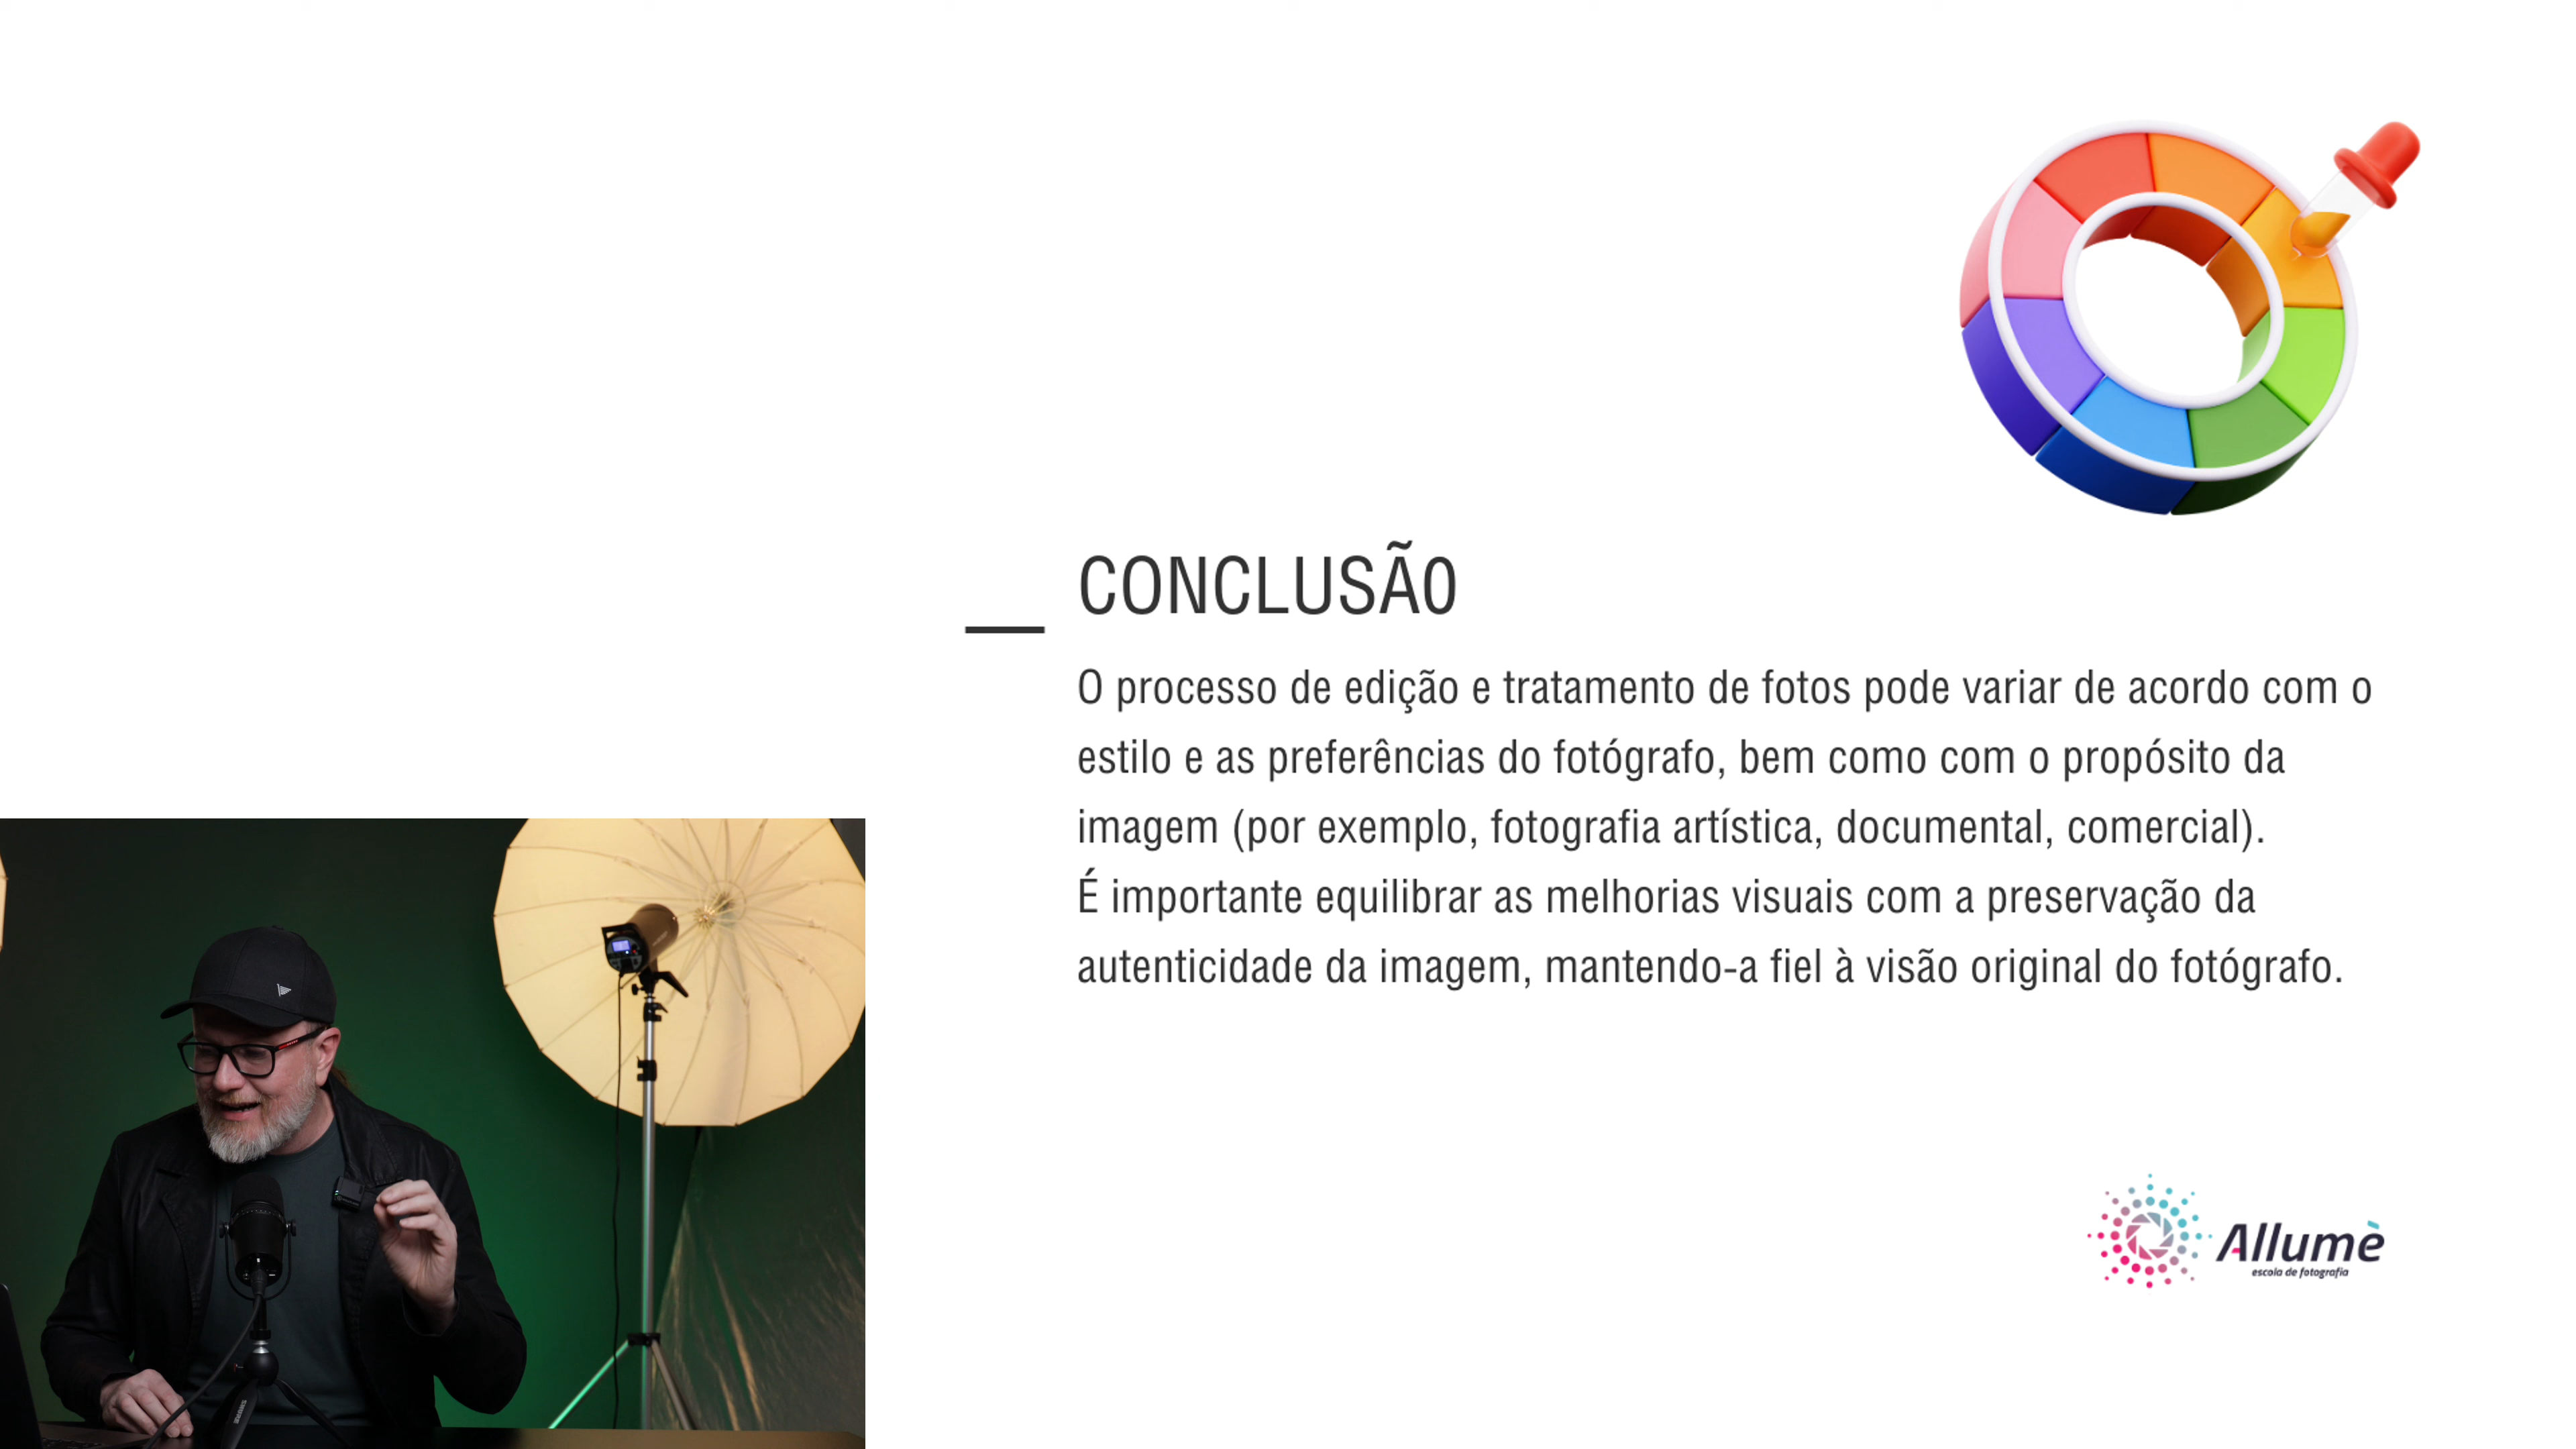 CONCLUSÃO
O processo de edição e tratamento de fotos pode variar de acordo com o
estilo e as preferências do fotógrafo, bem como com o propósito da
imagem (por exemplo, fotografia artística, documental, comercial).
É importante equilibrar as melhorias visuais com a preservação da
autenticidade da imagem, mantendo-a fiel à visão original do fotógrafo.
Allumè
escola de fotografia